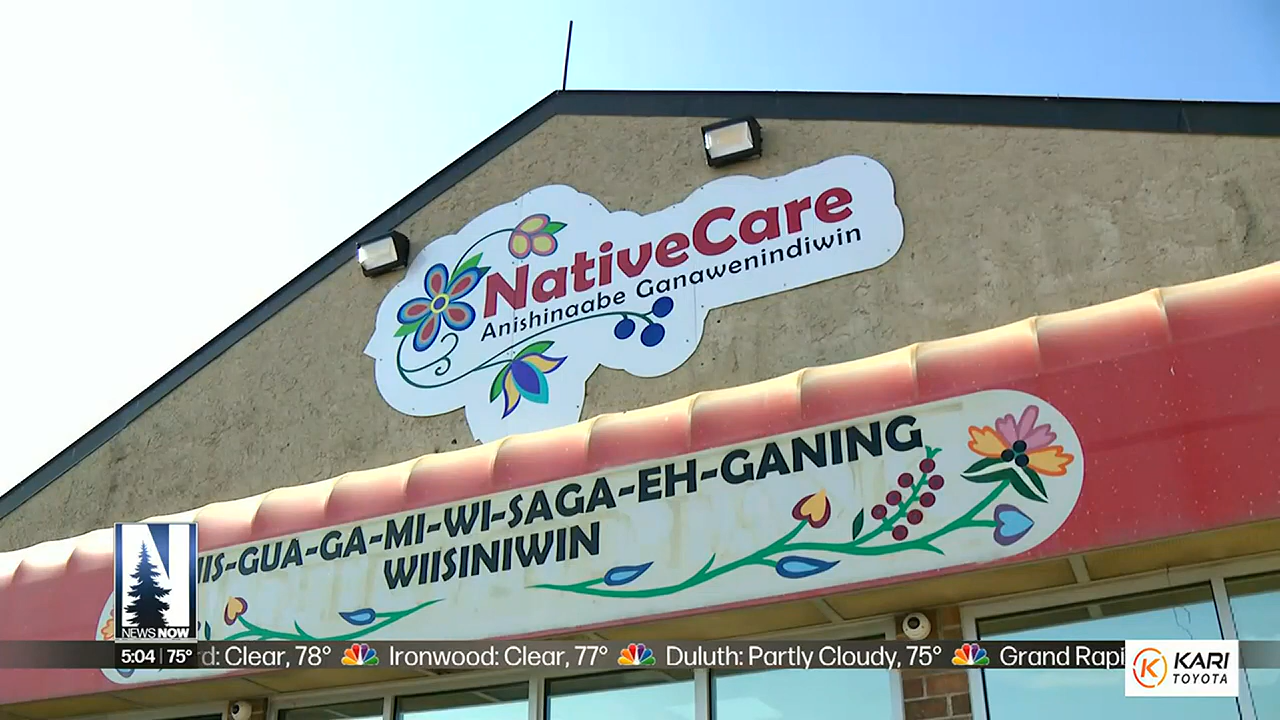 NativeCare
Anishinaabe Ganawenindiwin
IS-GUA-GA-MI-WI-SAGA-EH-GANING
WIISINIWIN
N
NEWS NOW
5:04 | 75° d: Clear, 78° Ironwood: Clear, 77° Duluth: Partly Cloudy, 75° Grand Rapi
K KARI
TOYOTA